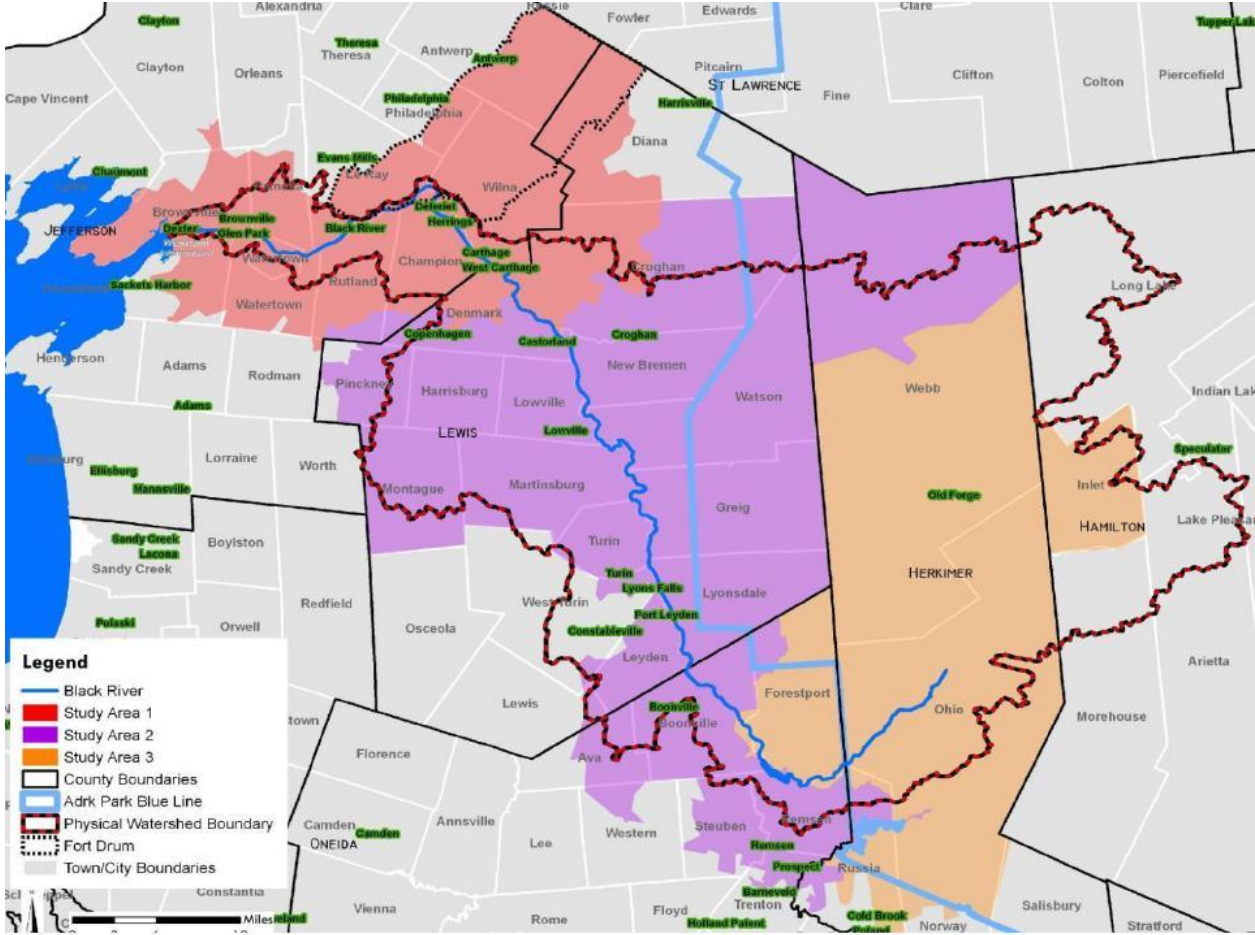 Alexandria
Fowler
Edwards
Clare
Clayton
Tupper Lake
Theresa
Theresa
Antwerp
Antwerp
Pitcairn
Clayton
Orleans
ST LAWRENCE
Clifton
Colton
Piercefield
Cape Vincent
Fine
Philadelphia
Philadelphia
Harrisville
Diana
Evans Mills
Le Ray
Chaumont
Wilna
Deferiet
Brownville
Brownville
Herrings
JEFFERSON
Dexter
Glen Park
Black River
Watertown
Carthage
West Carthage
Champion
Croghan
Rutland
Sackets Harbor
Long Lake
Watertown
Denmark
Copenhagen
Castorland
Croghan
Henderson
Adams
Rodman
New Bremen
Pinckney
Harrisburg
Lowville
Webb
Indian Lak
Watson
Adams
LEWIS
Lowville
Speculator
Ellisburg
Mannsville
Lorraine
Worth
Montague
Martinsburg
Inlet
Old Forge
Greig
HAMILTON
Lake Pleasan
Sandy Creek
Lacona
Sandy Creek
Boylston
Turin
Turin
Lyons Falls
HERKIMER
Redfield
West Turin
Lyonsdale
Port Leyden
Pulaski
Orwell
Osceola
Constableville
Leyden
Arietta
Legend
Black River
Study Area 1
Study Area 2
Study Area 3
County Boundaries
Adrk Park Blue Line
Physical Watershed Boundary
Fort Drum
Town/City Boundaries
Miles
Lewis
Forestport
Ohio
Boonville
Boonville
Morehouse
town
Florence
Ava
Camden
Camden
ONEIDA
Annsville
Lee
Western
Steuben
Remsen
Remsen
Prospect
Russia
Barneveld
Trenton
Salisbury
Constantia
Vienna
Rome
Floyd
Holland Patent
Cold Brook
Poland
Norway
Stratford